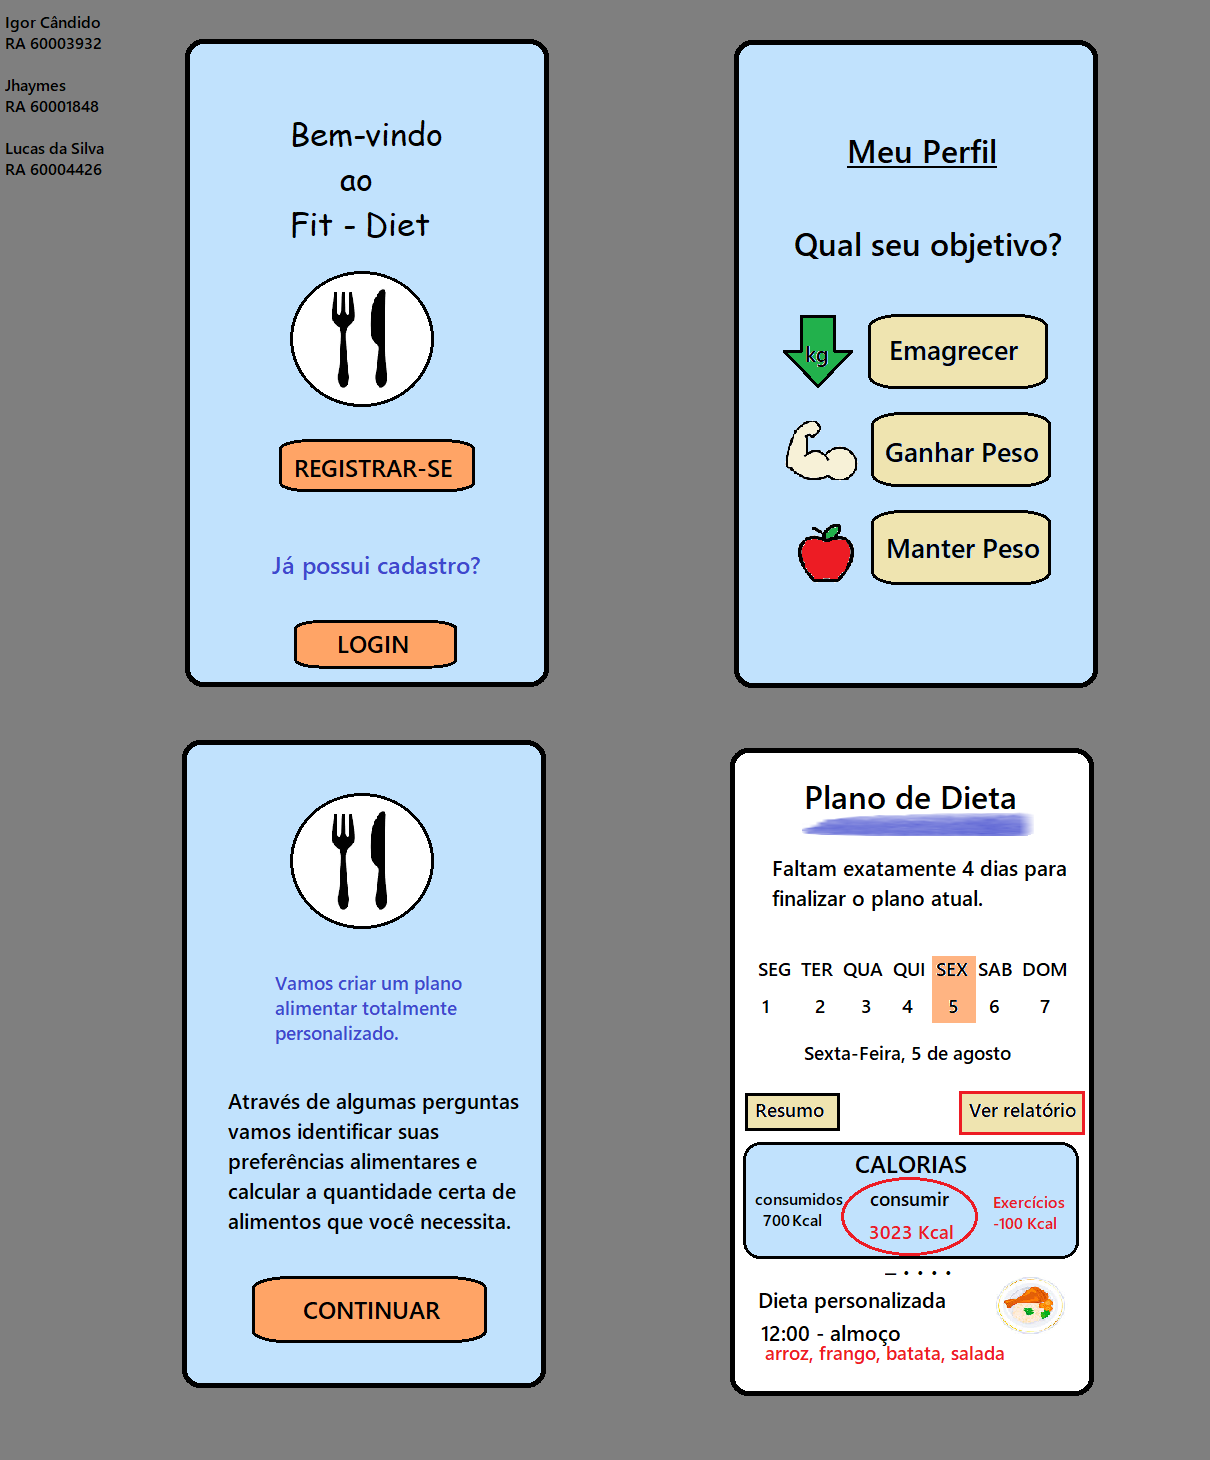 Igor Cândido
RA 60003932
Jhaymes
RA 60001848
Lucas da Silva
RA 60004426
Bem-vindo
ao
Fit - Diet
REGISTRAR-SE
Já possui cadastro?
LOGIN
Meu Perfil
Qual seu objetivo?
kg
Emagrecer
Ganhar Peso
Manter Peso
Vamos criar um plano
alimentar totalmente
personalizado.
Através de algumas perguntas
vamos identificar suas
preferências alimentares e
calcular a quantidade certa de
alimentos que você necessita.
CONTINUAR
Plano de Dieta
Faltam exatamente 4 dias para
finalizar o plano atual.
SEG TER QUA QUI SEX SAB DOM
1 2 3 4 5 6 7
Sexta-Feira, 5 de agosto
Resumo
Ver relatório
CALORIAS
consumidos
700 Kcal
consumir
3023 Kcal
Exercícios
-100 Kcal
Dieta personalizada
12:00 - almoço
arroz, frango, batata, salada